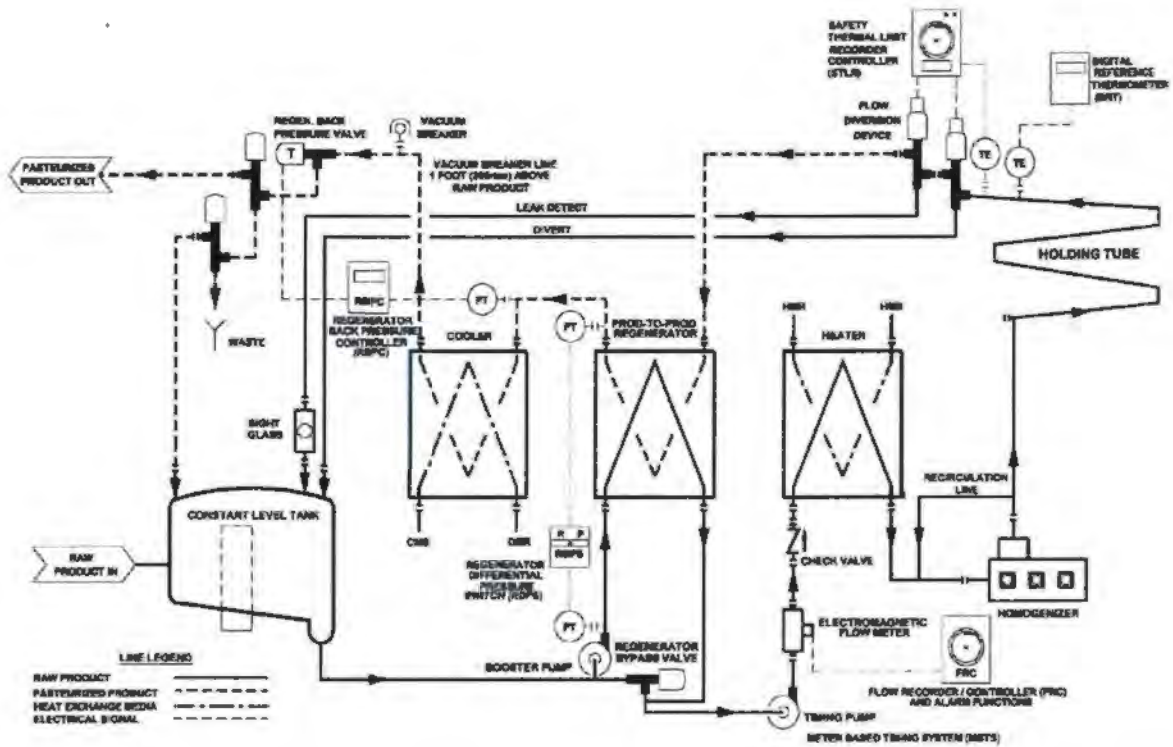 SAFETY
THERMAL LIMIT
RECORDER
CONTROLLER
(STLR)
DIGITAL
REFERENCE
THERMOMETER
FLOW
DIVERSION
DEVICE
TE
TE
REGEN. BACK
PRESSURE VALVE
T
VACUUM
BREAKER
PASTEURIZED
PRODUCT OUT
VACUUM BREAKER LINE
1 FOOT ABOVE
RAW PRODUCT
LEAK DETECT
DIVERT
HOLDING TUBE
WASTE
RBPC
REGENERATOR
BACK PRESSURE
CONTROLLER
(RBPC)
PT
PT
COOLER
PROD-TO-PROD
REGENERATOR
HEATER
SIGHT
GLASS
CONSTANT LEVEL TANK
RAW
PRODUCT IN
R P
RDPS
REGENERATOR
DIFFERENTIAL
PRESSURE
SWITCH (RDPS)
PT
BOOSTER PUMP
REGENERATOR
BYPASS VALVE
CHECK VALVE
RECIRCULATION
LINE
HOMOGENIZER
ELECTROMAGNETIC
FLOW METER
FRC
FLOW RECORDER / CONTROLLER (FRC)
AND ALARM FUNCTIONS
TIMING PUMP
METER BASED TIMING SYSTEM (MBTS)
LINE LEGEND
RAW PRODUCT
PASTEURIZED PRODUCT
HEAT EXCHANGE MEDIA
ELECTRICAL SIGNAL